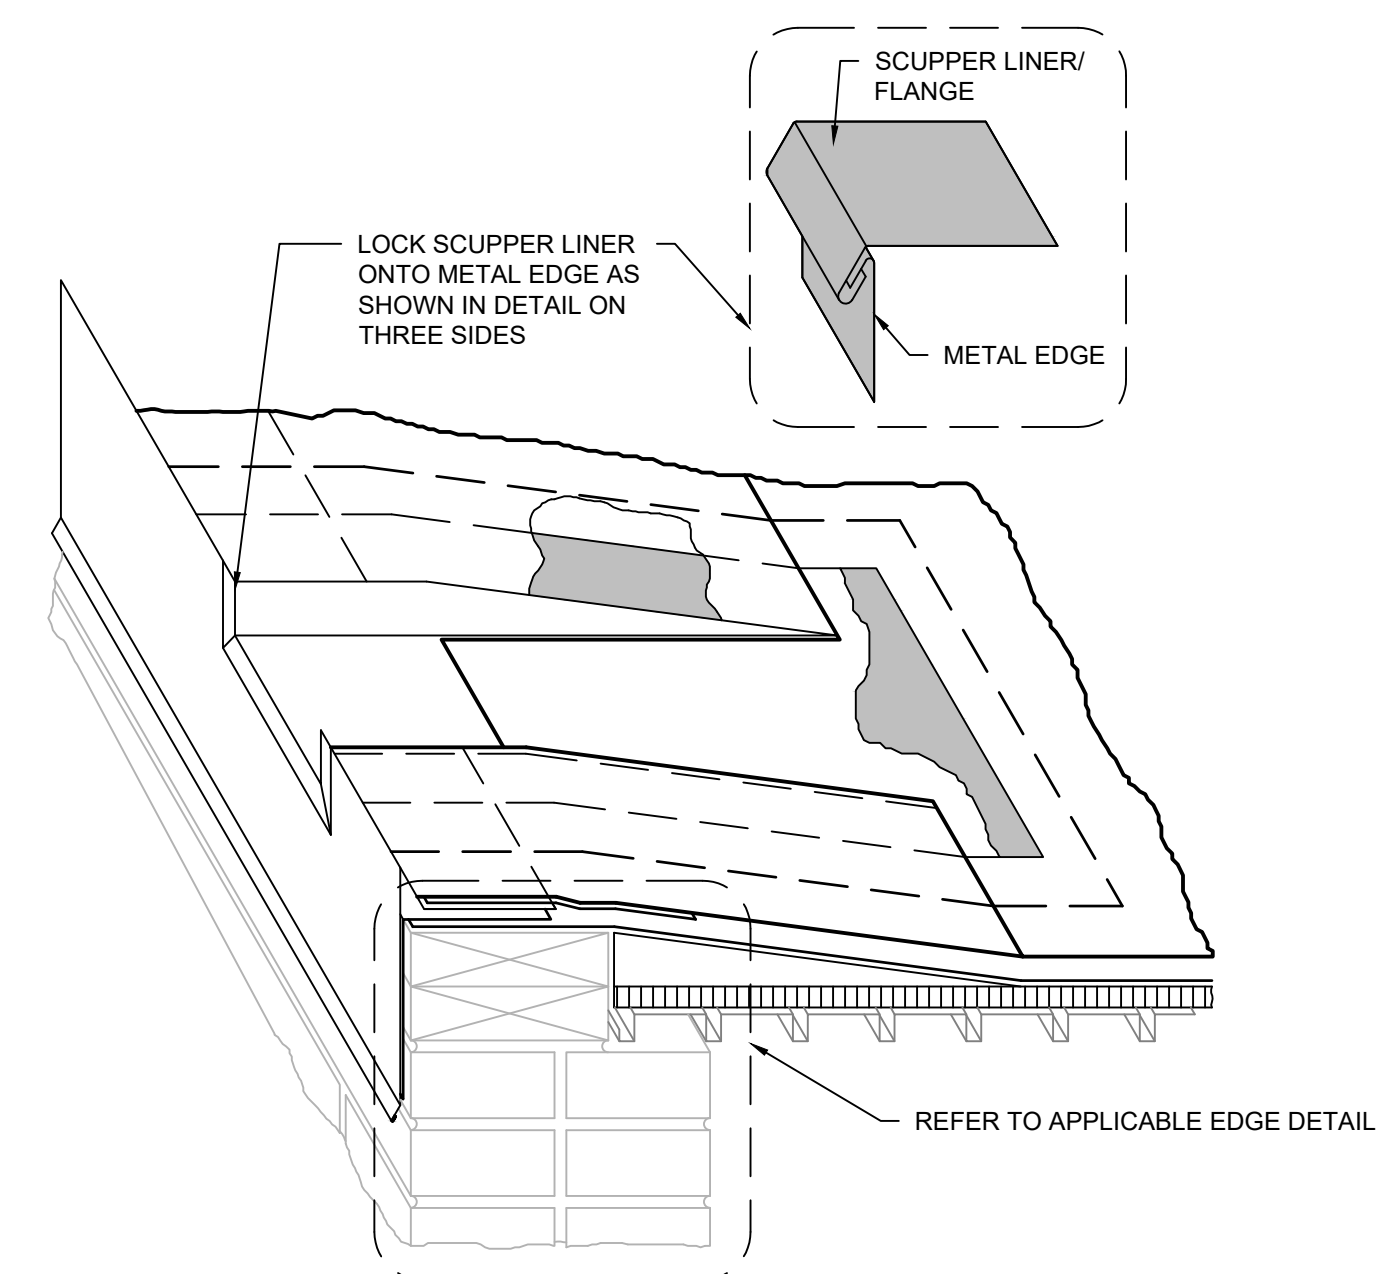 SCUPPER LINER/
FLANGE
LOCK SCUPPER LINER
ONTO METAL EDGE AS
SHOWN IN DETAIL ON
THREE SIDES
METAL EDGE
REFER TO APPLICABLE EDGE DETAIL